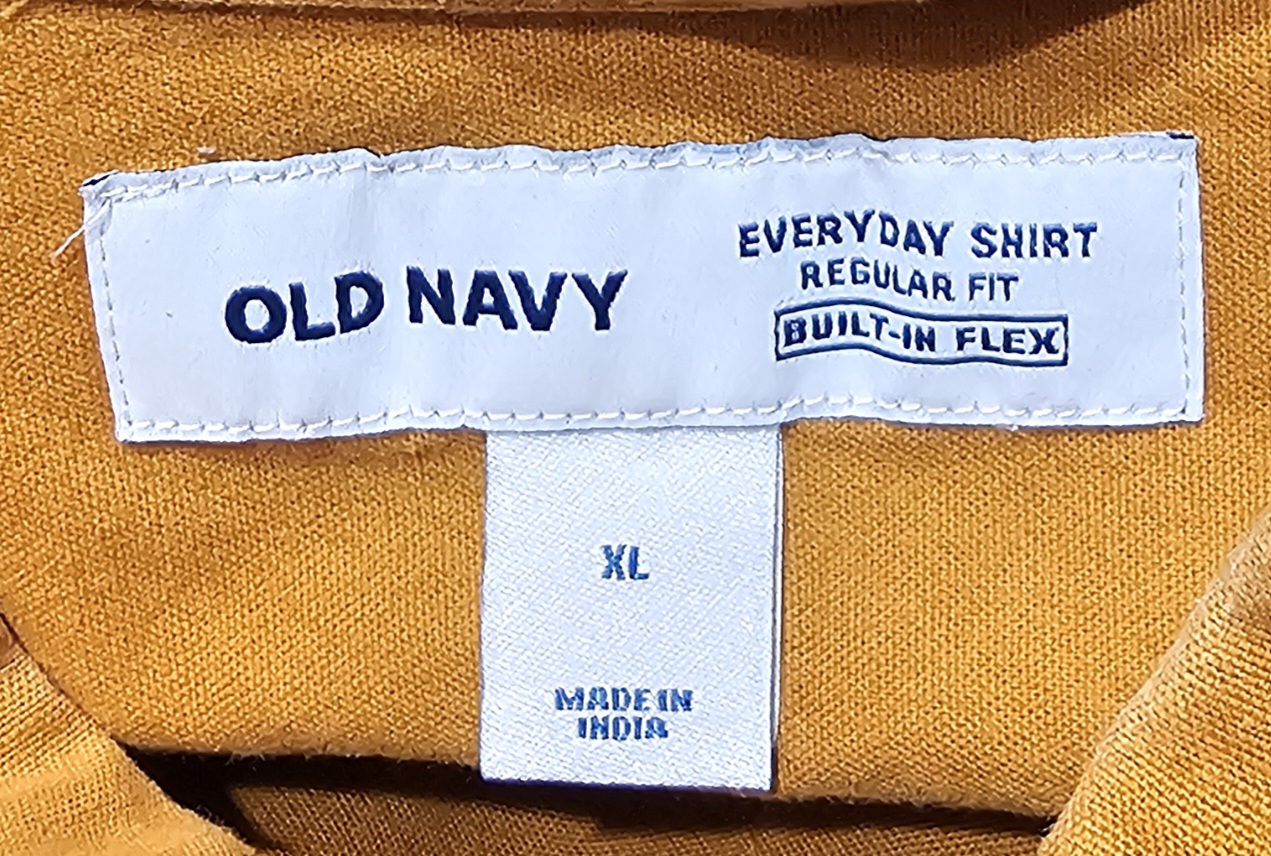 OLD NAVY
EVERYDAY SHIRT
REGULAR FIT
BUILT-IN FLEX
XL
MADE IN
INDIA